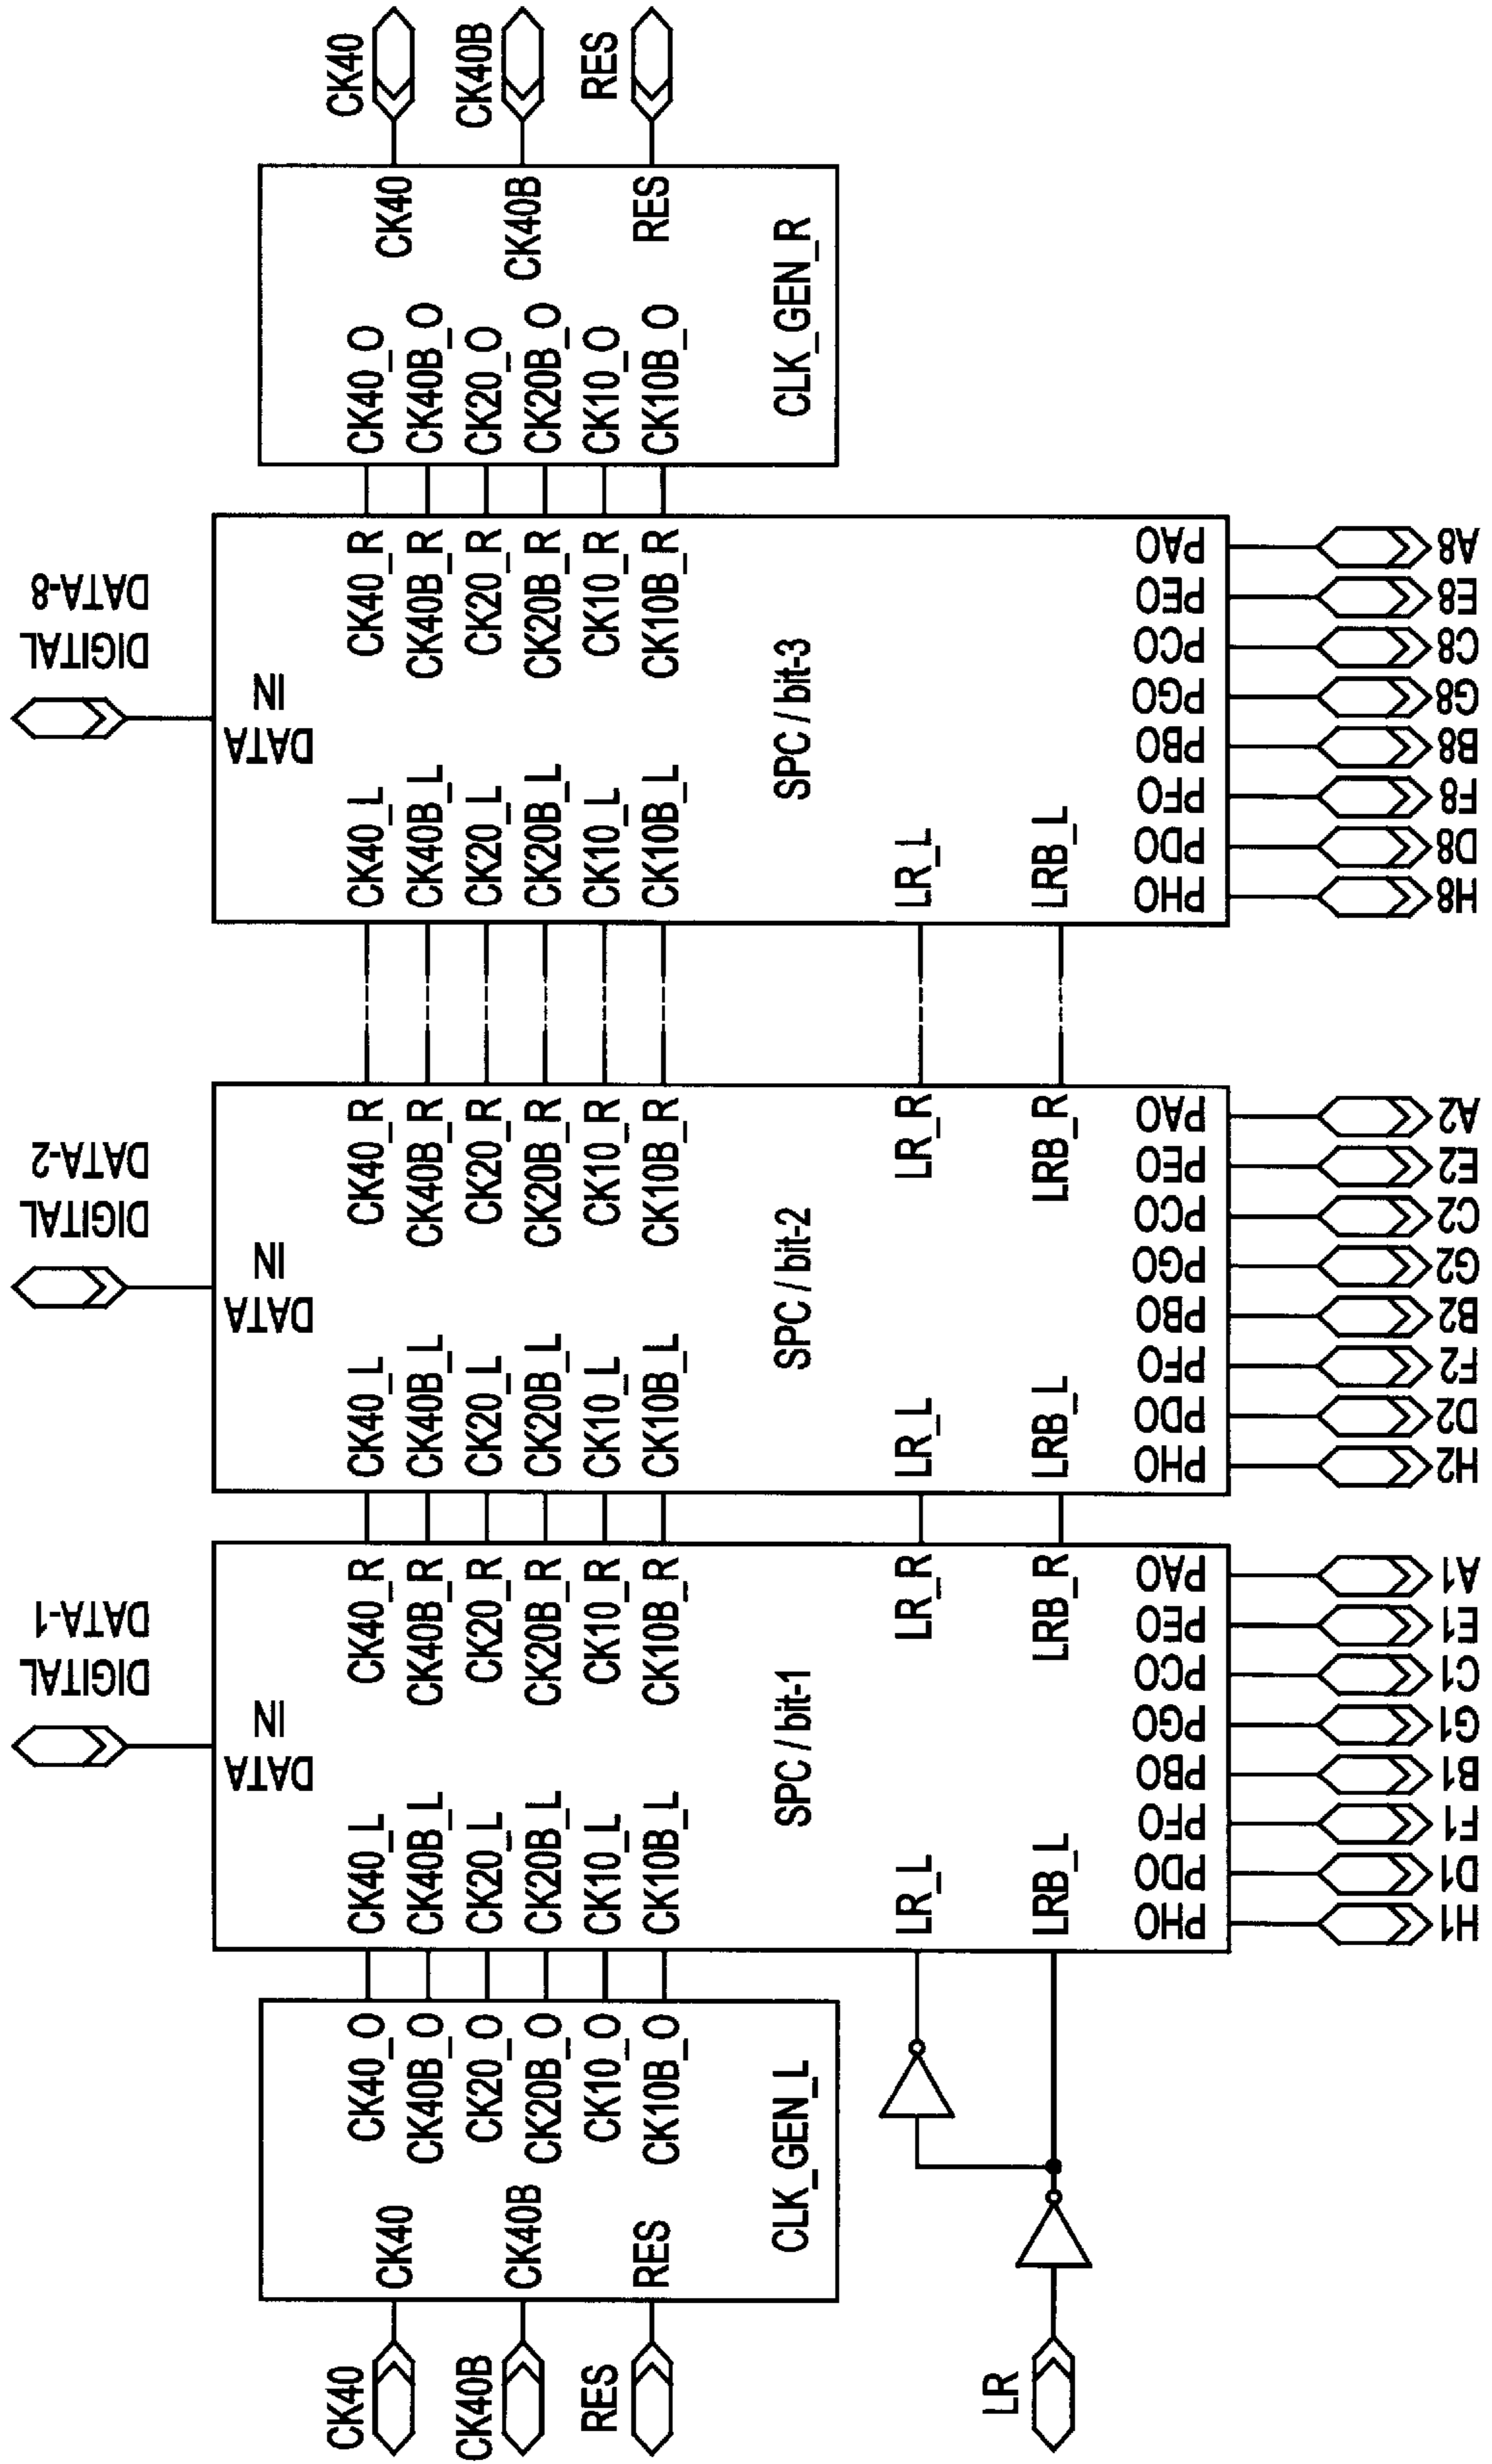 CK40
CK40B
RES
LR
CK40
CK40B
RES
CK40_O
CK40B_O
CK20_O
CK20B_O
CK10_O
CK10B_O
CLK_GEN_L
DIGITAL
DATA-1
DATA
IN
CK40_L
CK40B_L
CK20_L
CK20B_L
CK10_L
CK10B_L
CK40_R
CK40B_R
CK20_R
CK20B_R
CK10_R
CK10B_R
SPC / bit-1
LR_L
LR_R
LRB_L
LRB_R
PHO
PDO
PFO
PBO
PGO
PCO
PEO
PAO
H1
D1
F1
B1
G1
C1
E1
A1
DIGITAL
DATA-2
DATA
IN
CK40_L
CK40B_L
CK20_L
CK20B_L
CK10_L
CK10B_L
CK40_R
CK40B_R
CK20_R
CK20B_R
CK10_R
CK10B_R
SPC / bit-2
LR_L
LR_R
LRB_L
LRB_R
PHO
PDO
PFO
PBO
PGO
PCO
PEO
PAO
H2
D2
F2
B2
G2
C2
E2
A2
DIGITAL
DATA-8
DATA
IN
CK40_L
CK40B_L
CK20_L
CK20B_L
CK10_L
CK10B_L
CK40_R
CK40B_R
CK20_R
CK20B_R
CK10_R
CK10B_R
SPC / bit-3
LR_L
LRB_L
PHO
PDO
PFO
PBO
PGO
PCO
PEO
PAO
H8
D8
F8
B8
G8
C8
E8
A8
CK40_O
CK40B_O
CK20_O
CK20B_O
CK10_O
CK10B_O
CK40
CK40B
RES
CLK_GEN_R
CK40
CK40B
RES